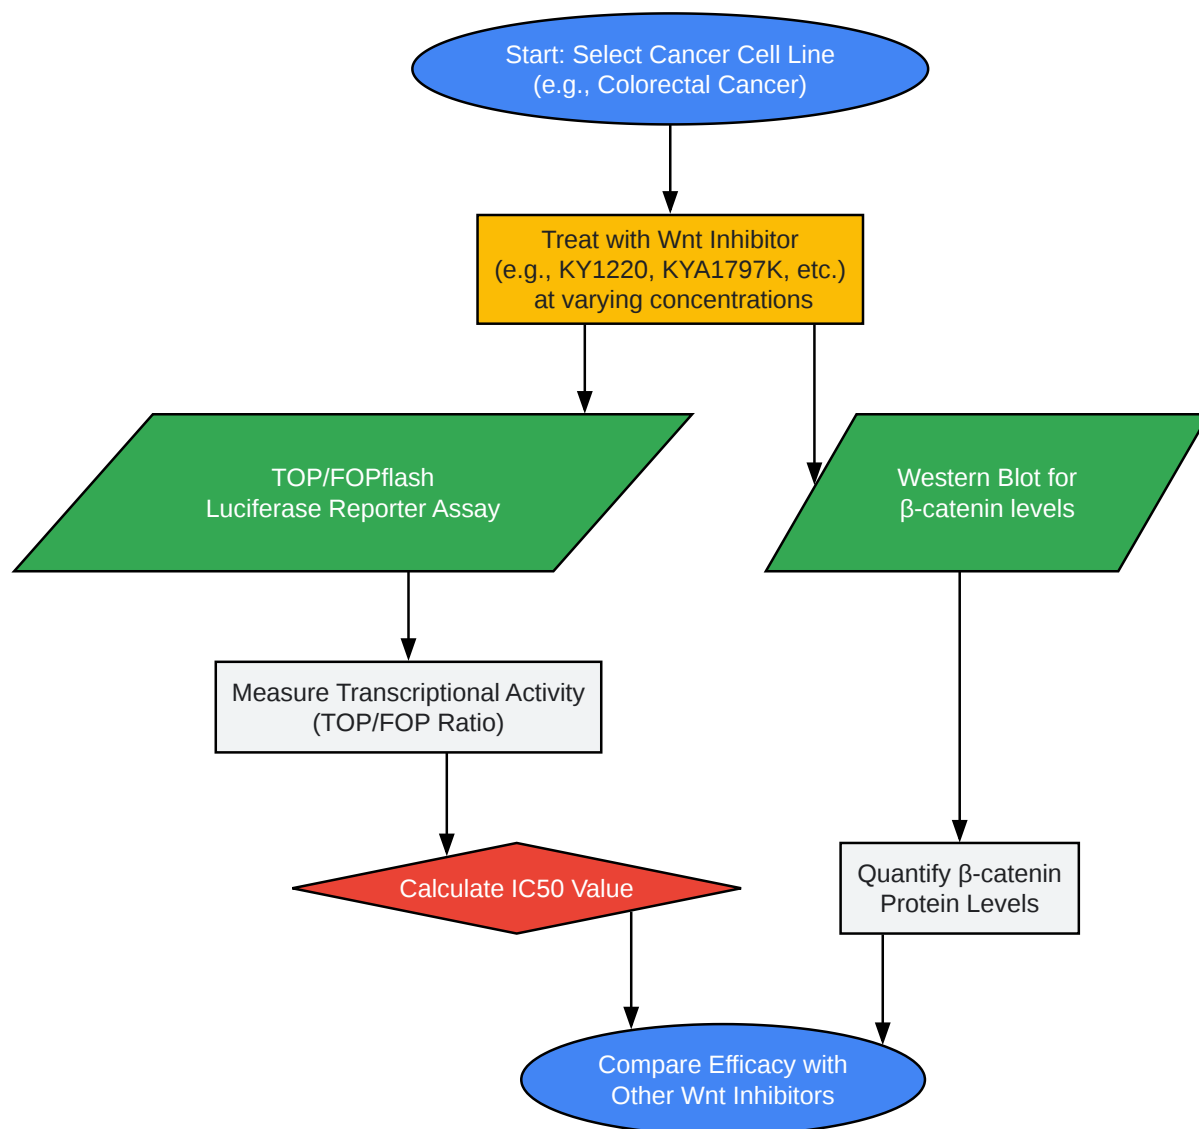 Start: Select Cancer Cell Line
(e.g., Colorectal Cancer)
Treat with Wnt Inhibitor
(e.g., KY1220, KYA1797K, etc.)
at varying concentrations
TOP/FOPflash
Luciferase Reporter Assay
Western Blot for
β-catenin levels
Measure Transcriptional Activity
(TOP/FOP Ratio)
Calculate IC50 Value
Quantify β-catenin
Protein Levels
Compare Efficacy with
Other Wnt Inhibitors